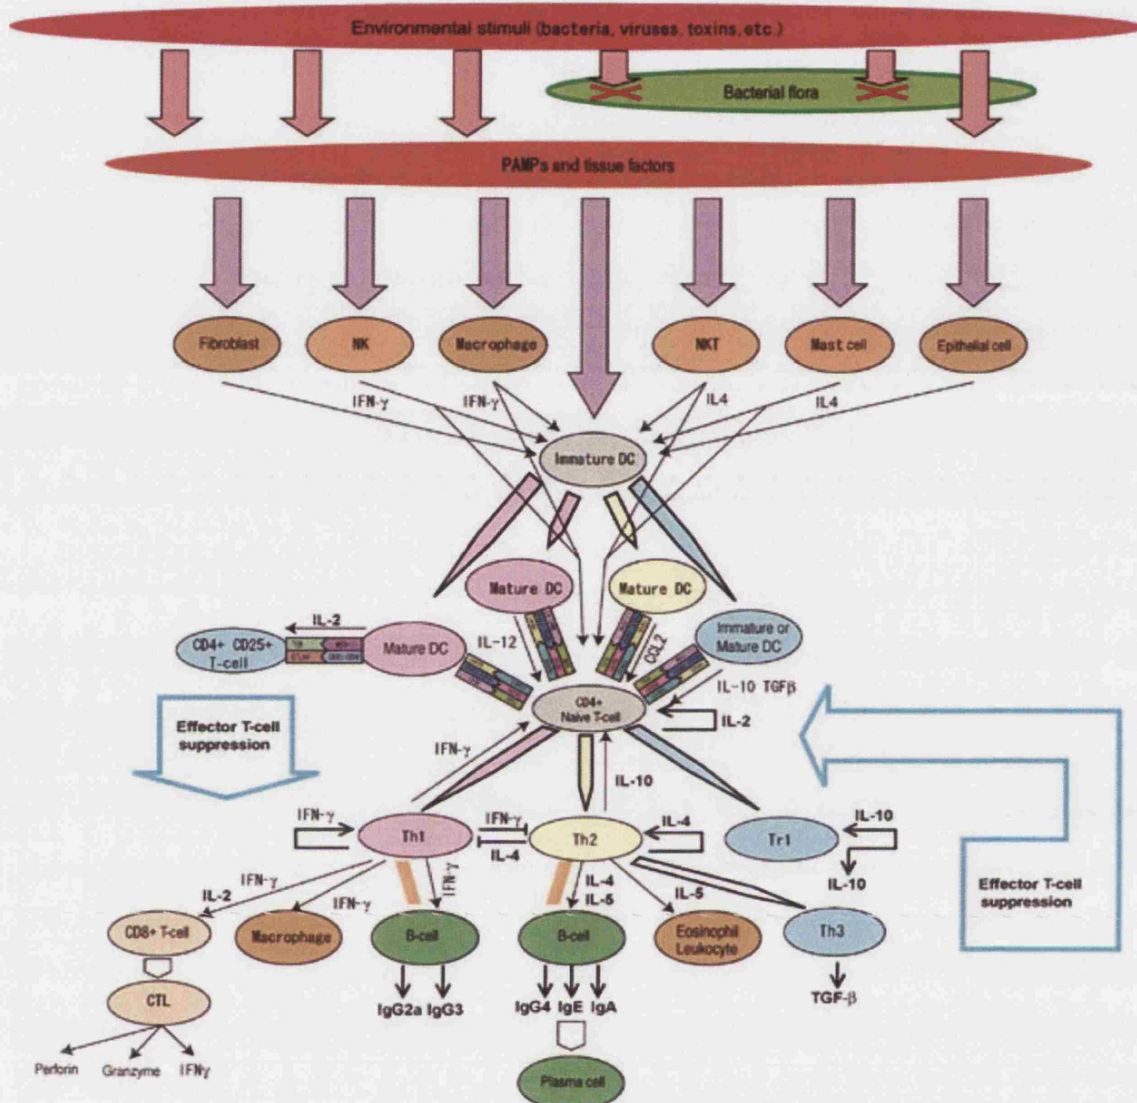 Environmental stimuli (bacteria, viruses, toxins, etc.)
Bacterial flora
PAMPs and tissue factors
Fibroblast
NK
Macrophage
NKT
Mast cell
Epithelial cell
IFN-γ
IFN-γ
IL4
IL4
Immature DC
Mature DC
Mature DC
IL-2
CD4+ CD25+
T-cell
Mature DC
IL-12
CCL2
Immature or
Mature DC
IL-10 TGFβ
CD4+
Naive T-cell
IL-2
Effector T-cell
suppression
IFN-γ
IL-10
IFN-γ
Th1
IFN-γ
IL-4
Th2
IL-4
Tr1
IL-10
IL-10
IFN-γ
IL-2
IFN-γ
IFN-γ
IL-4
IL-5
IL-5
Effector T-cell
suppression
CD8+ T-cell
Macrophage
B-cell
B-cell
Eosinophil
Leukocyte
Th3
CTL
IgG2a IgG3
IgG4 IgE IgA
TGF-β
Perforin
Granzyme
IFNγ
Plasma cell